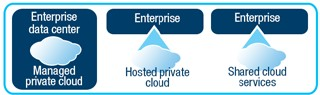 Enterprise
data center
Managed
private cloud
Enterprise
Hosted private
cloud
Enterprise
Shared cloud
services